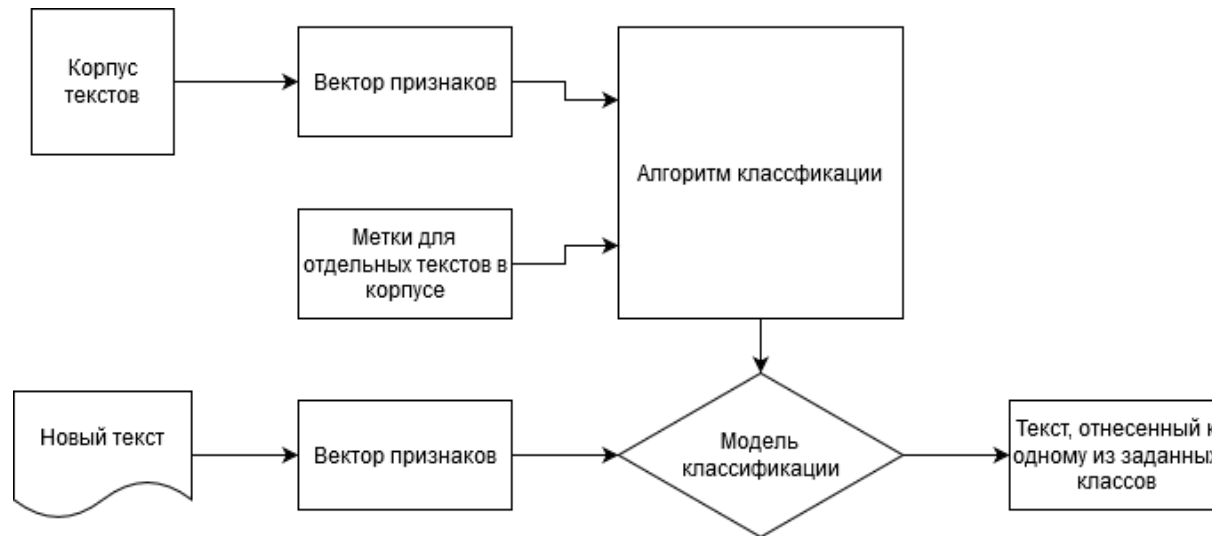 Корпус
текстов
Вектор признаков
Алгоритм классфикации
Метки для
отдельных текстов в
корпусе
Новый текст
Вектор признаков
Модель
классификации
Текст, отнесенный к
одному из заданных
классов